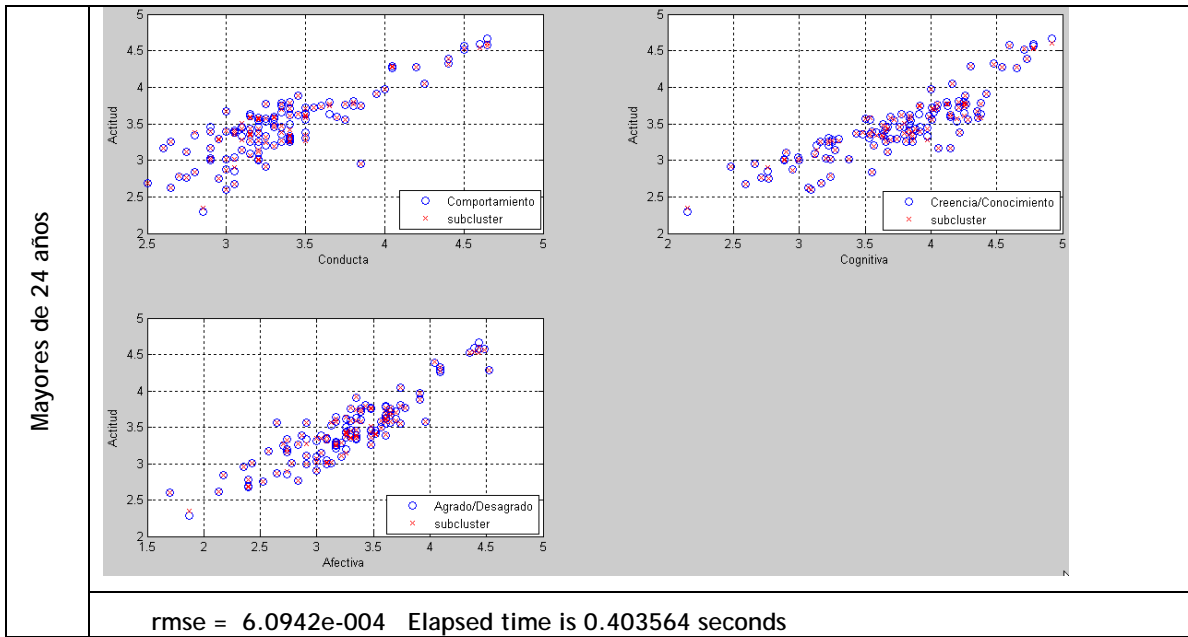 Mayores de 24 años
5
4.5
4
3.5
3
2.5
2
Actitud
2.5 3 3.5 4 4.5 5
Conducta
Comportamiento
subcluster
5
4.5
4
3.5
3
2.5
2
Actitud
2 2.5 3 3.5 4 4.5 5
Cognitiva
Creencia/Conocimiento
subcluster
5
4.5
4
3.5
3
2.5
2
Actitud
1.5 2 2.5 3 3.5 4 4.5 5
Afectiva
Agrado/Desagrado
subcluster
rmse = 6.0942e-004 Elapsed time is 0.403564 seconds